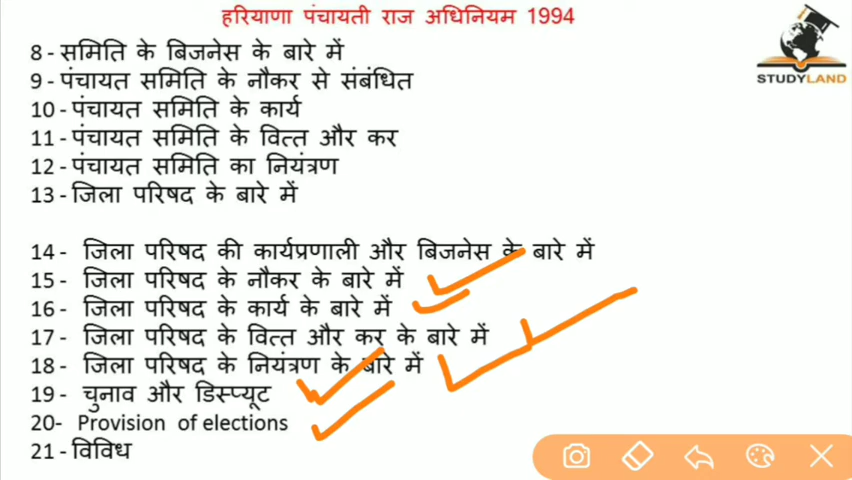 हरियाणा पंचायती राज अधिनियम 1994
STUDYLAND
8 - समिति के बिजनेस के बारे में
9 - पंचायत समिति के नौकर से संबंधित
10 - पंचायत समिति के कार्य
11 - पंचायत समिति के वित्त और कर
12 - पंचायत समिति का नियंत्रण
13 - जिला परिषद के बारे में
14 - जिला परिषद की कार्यप्रणाली और बिजनेस के बारे में
15 - जिला परिषद के नौकर के बारे में
16 - जिला परिषद के कार्य के बारे में
17 - जिला परिषद के वित्त और कर के बारे में
18 - जिला परिषद के नियंत्रण के बारे में
19 - चुनाव और डिस्प्यूट
20- Provision of elections
21 - विविध